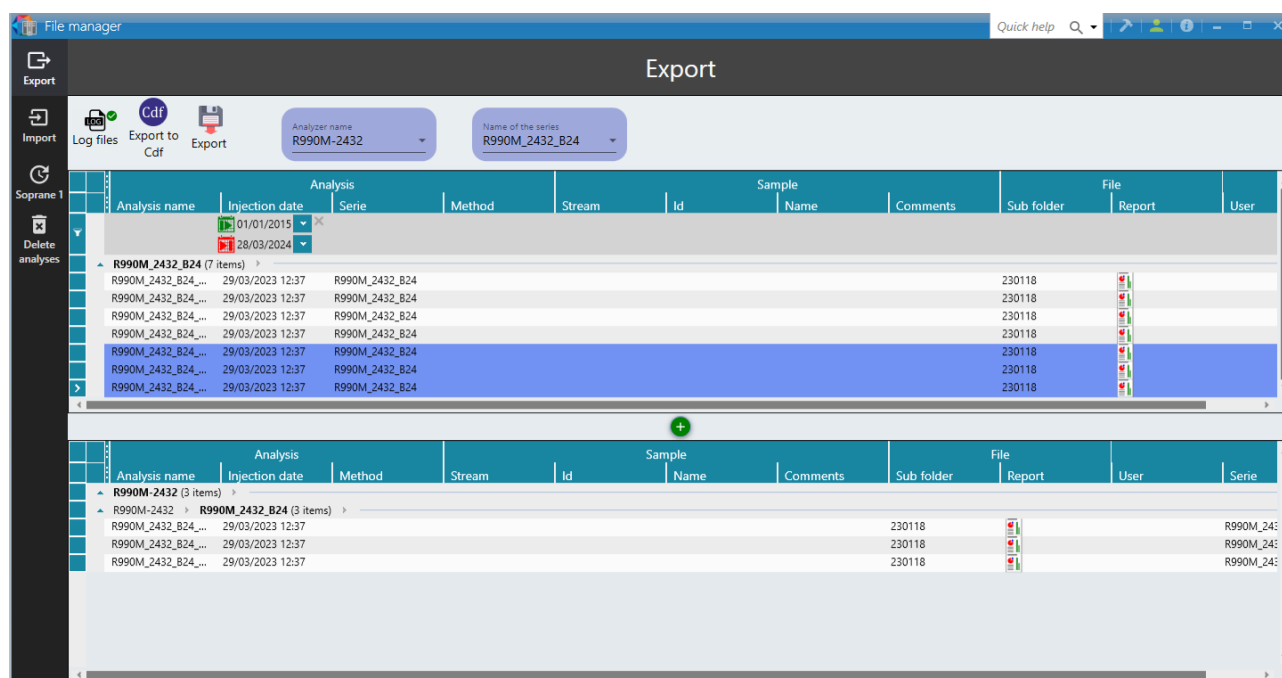 File manager
Quick help
Export
Export
Import
Soprane 1
Delete
analyses
LOG
Log files
Cdf
Export to
Cdf
Export
Analyzer name
R990M-2432
Name of the series
R990M_2432_B24
Analysis Sample File
Analysis name Injection date Serie Method Stream Id Name Comments Sub folder Report User
01/01/2015
28/03/2024
R990M_2432_B24 (7 items)
R990M_2432_B24_... 29/03/2023 12:37 R990M_2432_B24 230118
R990M_2432_B24_... 29/03/2023 12:37 R990M_2432_B24 230118
R990M_2432_B24_... 29/03/2023 12:37 R990M_2432_B24 230118
R990M_2432_B24_... 29/03/2023 12:37 R990M_2432_B24 230118
R990M_2432_B24_... 29/03/2023 12:37 R990M_2432_B24 230118
R990M_2432_B24_... 29/03/2023 12:37 R990M_2432_B24 230118
R990M_2432_B24_... 29/03/2023 12:37 R990M_2432_B24 230118
Analysis Sample File
Analysis name Injection date Method Stream Id Name Comments Sub folder Report User Serie
R990M-2432 (3 items)
R990M-2432 > R990M_2432_B24 (3 items)
R990M_2432_B24_... 29/03/2023 12:37 230118 R990M_243
R990M_2432_B24_... 29/03/2023 12:37 230118 R990M_243
R990M_2432_B24_... 29/03/2023 12:37 230118 R990M_243